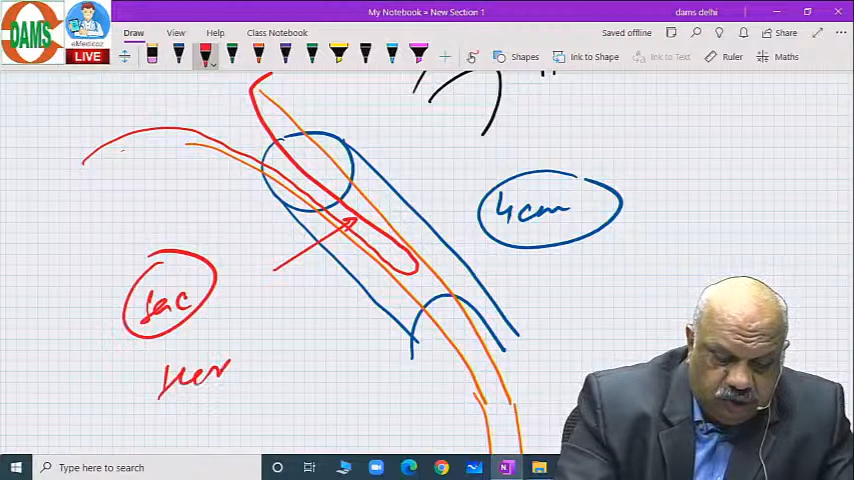 My Notebook » New Section 1
dams delhi
DAMS
eMedicoz
LIVE
Draw View Help Class Notebook
Saved offline
Share
Shapes
Ink to Shape
Ink to Text
Ruler
Maths
4cm
Sac
Type here to search